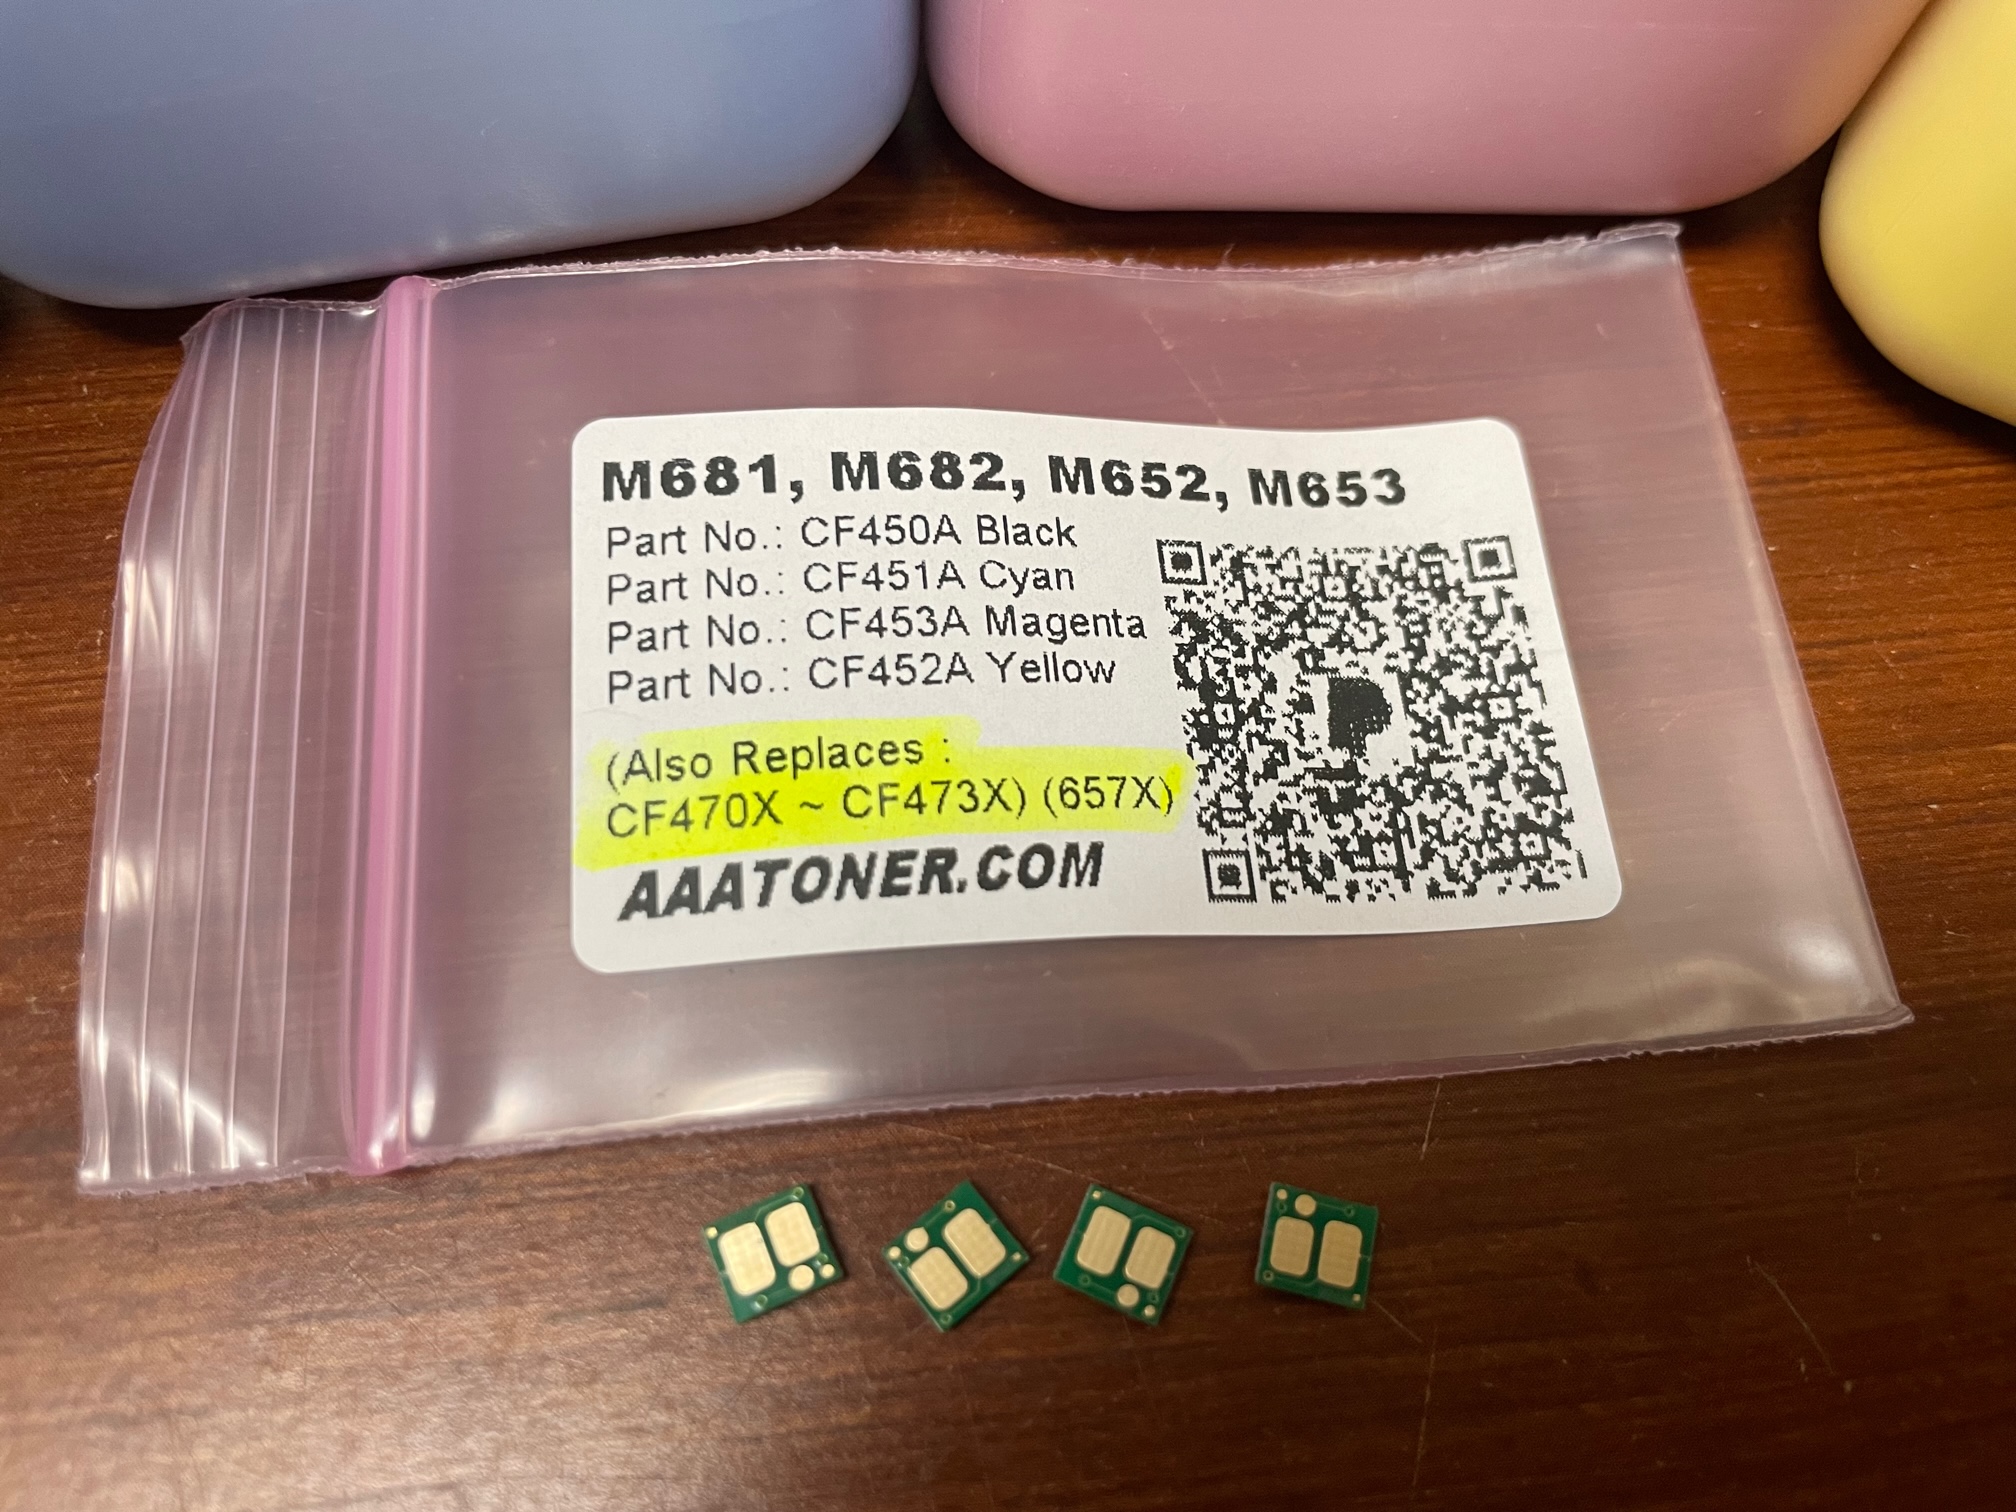 M681, M682, M652, M653
Part No.: CF450A Black
Part No.: CF451A Cyan
Part No.: CF453A Magenta
Part No.: CF452A Yellow
(Also Replaces :
CF470X ~ CF473X) (657X)
AAATONER.COM